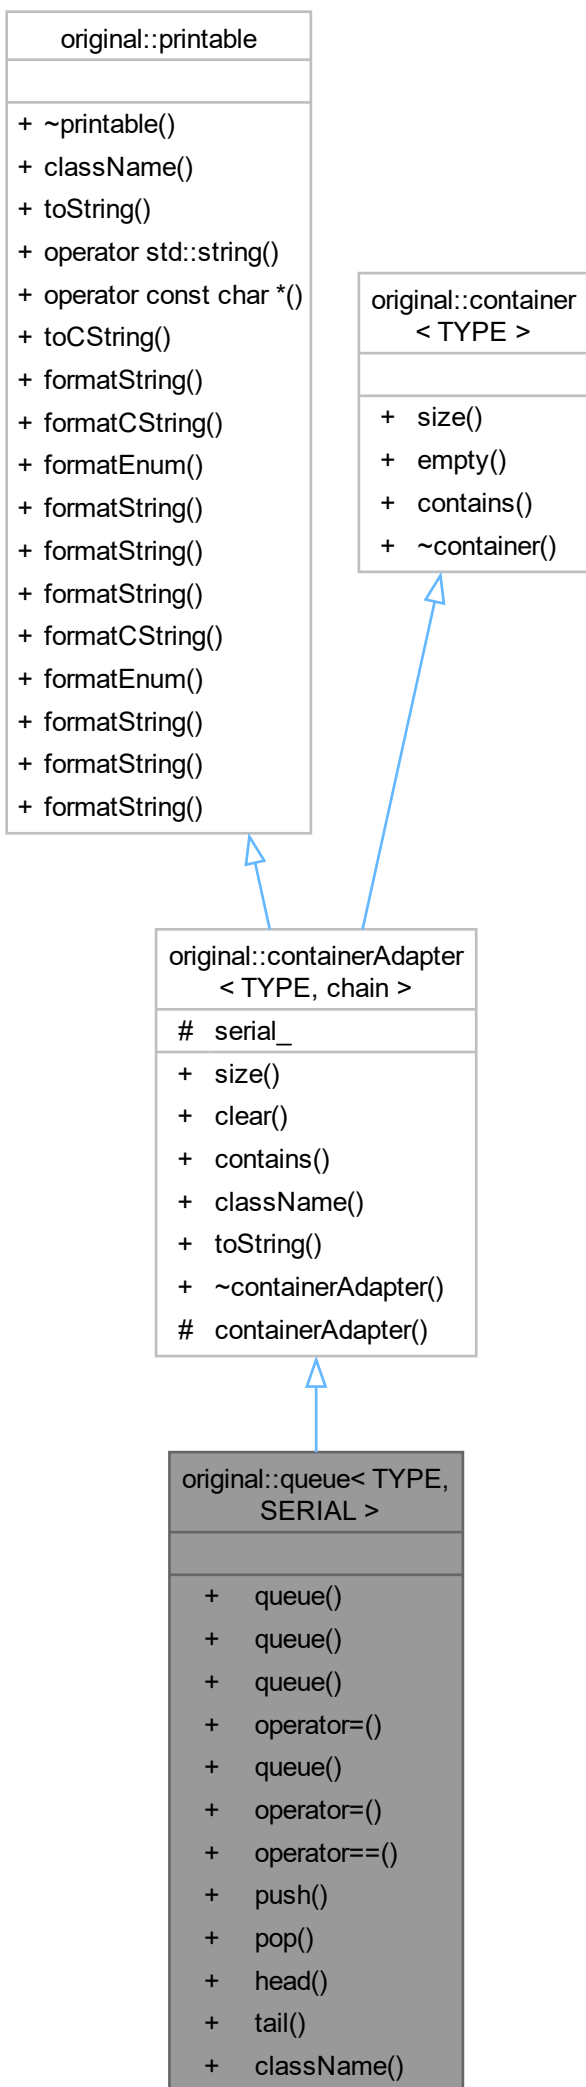 original::printable
+ ~printable()
+ className()
+ toString()
+ operator std::string()
+ operator const char *()
+ toCString()
+ formatString()
+ formatCString()
+ formatEnum()
+ formatString()
+ formatString()
+ formatString()
+ formatCString()
+ formatEnum()
+ formatString()
+ formatString()
+ formatString()
original::container
< TYPE >
+ size()
+ empty()
+ contains()
+ ~container()
original::containerAdapter
< TYPE, chain >
# serial_
+ size()
+ clear()
+ contains()
+ className()
+ toString()
+ ~containerAdapter()
# containerAdapter()
original::queue< TYPE,
SERIAL >
+ queue()
+ queue()
+ queue()
+ operator=()
+ queue()
+ operator=()
+ operator==()
+ push()
+ pop()
+ head()
+ tail()
+ className()